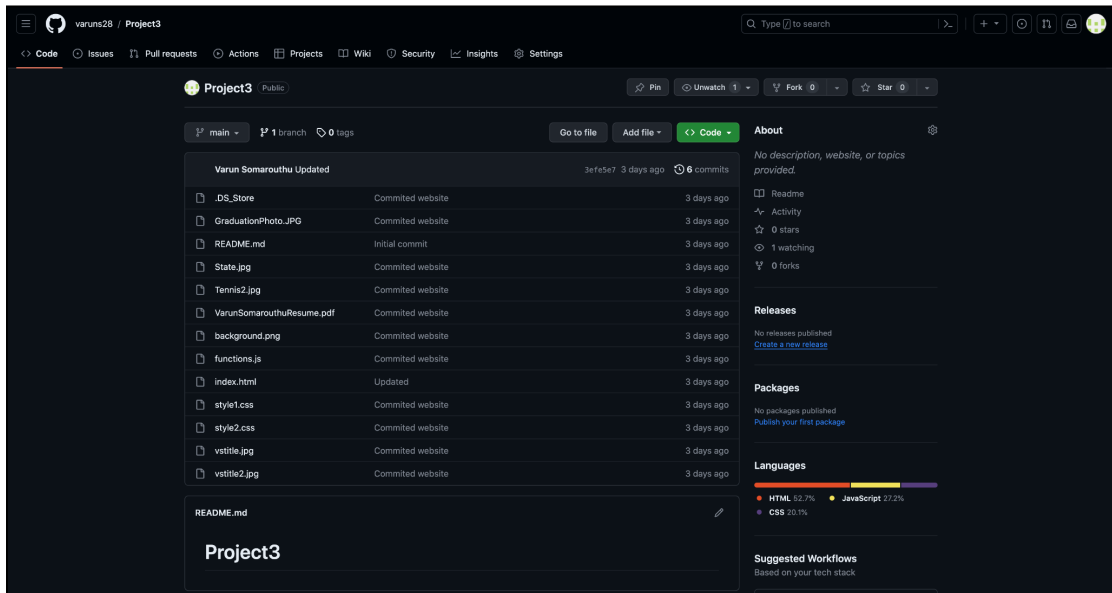 varuns28 / Project3
Type / to search
Code Issues Pull requests Actions Projects Wiki Security Insights Settings
Project3 Public
Pin Unwatch 1 Fork 0 Star 0
main 1 branch 0 tags Go to file Add file Code
Varun Somarouthu Updated 3efe5e7 3 days ago 6 commits
.DS_Store Commited website 3 days ago
GraduationPhoto.JPG Commited website 3 days ago
README.md Initial commit 3 days ago
State.jpg Commited website 3 days ago
Tennis2.jpg Commited website 3 days ago
VarunSomarouthuResume.pdf Commited website 3 days ago
background.png Commited website 3 days ago
functions.js Commited website 3 days ago
index.html Updated 3 days ago
style1.css Commited website 3 days ago
style2.css Commited website 3 days ago
vstitle.jpg Commited website 3 days ago
vstitle2.jpg Commited website 3 days ago
README.md
Project3
About
No description, website, or topics
provided.
Readme
Activity
0 stars
1 watching
0 forks
Releases
No releases published
Create a new release
Packages
No packages published
Publish your first package
Languages
HTML 52.7% JavaScript 27.2%
CSS 20.1%
Suggested Workflows
Based on your tech stack